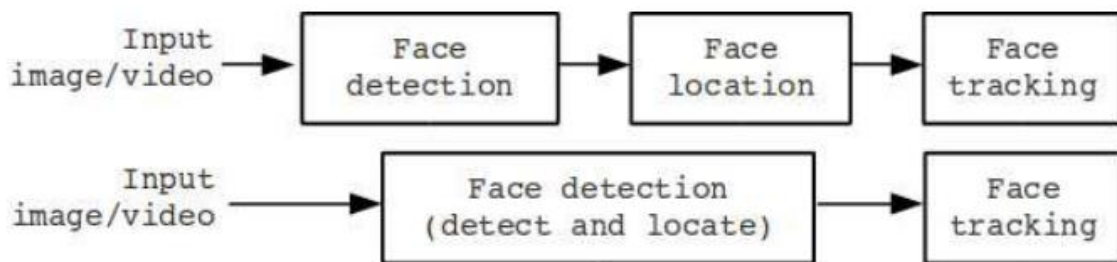 Input
image/video
Face
detection
Face
location
Face
tracking
Input
image/video
Face detection
(detect and locate)
Face
tracking